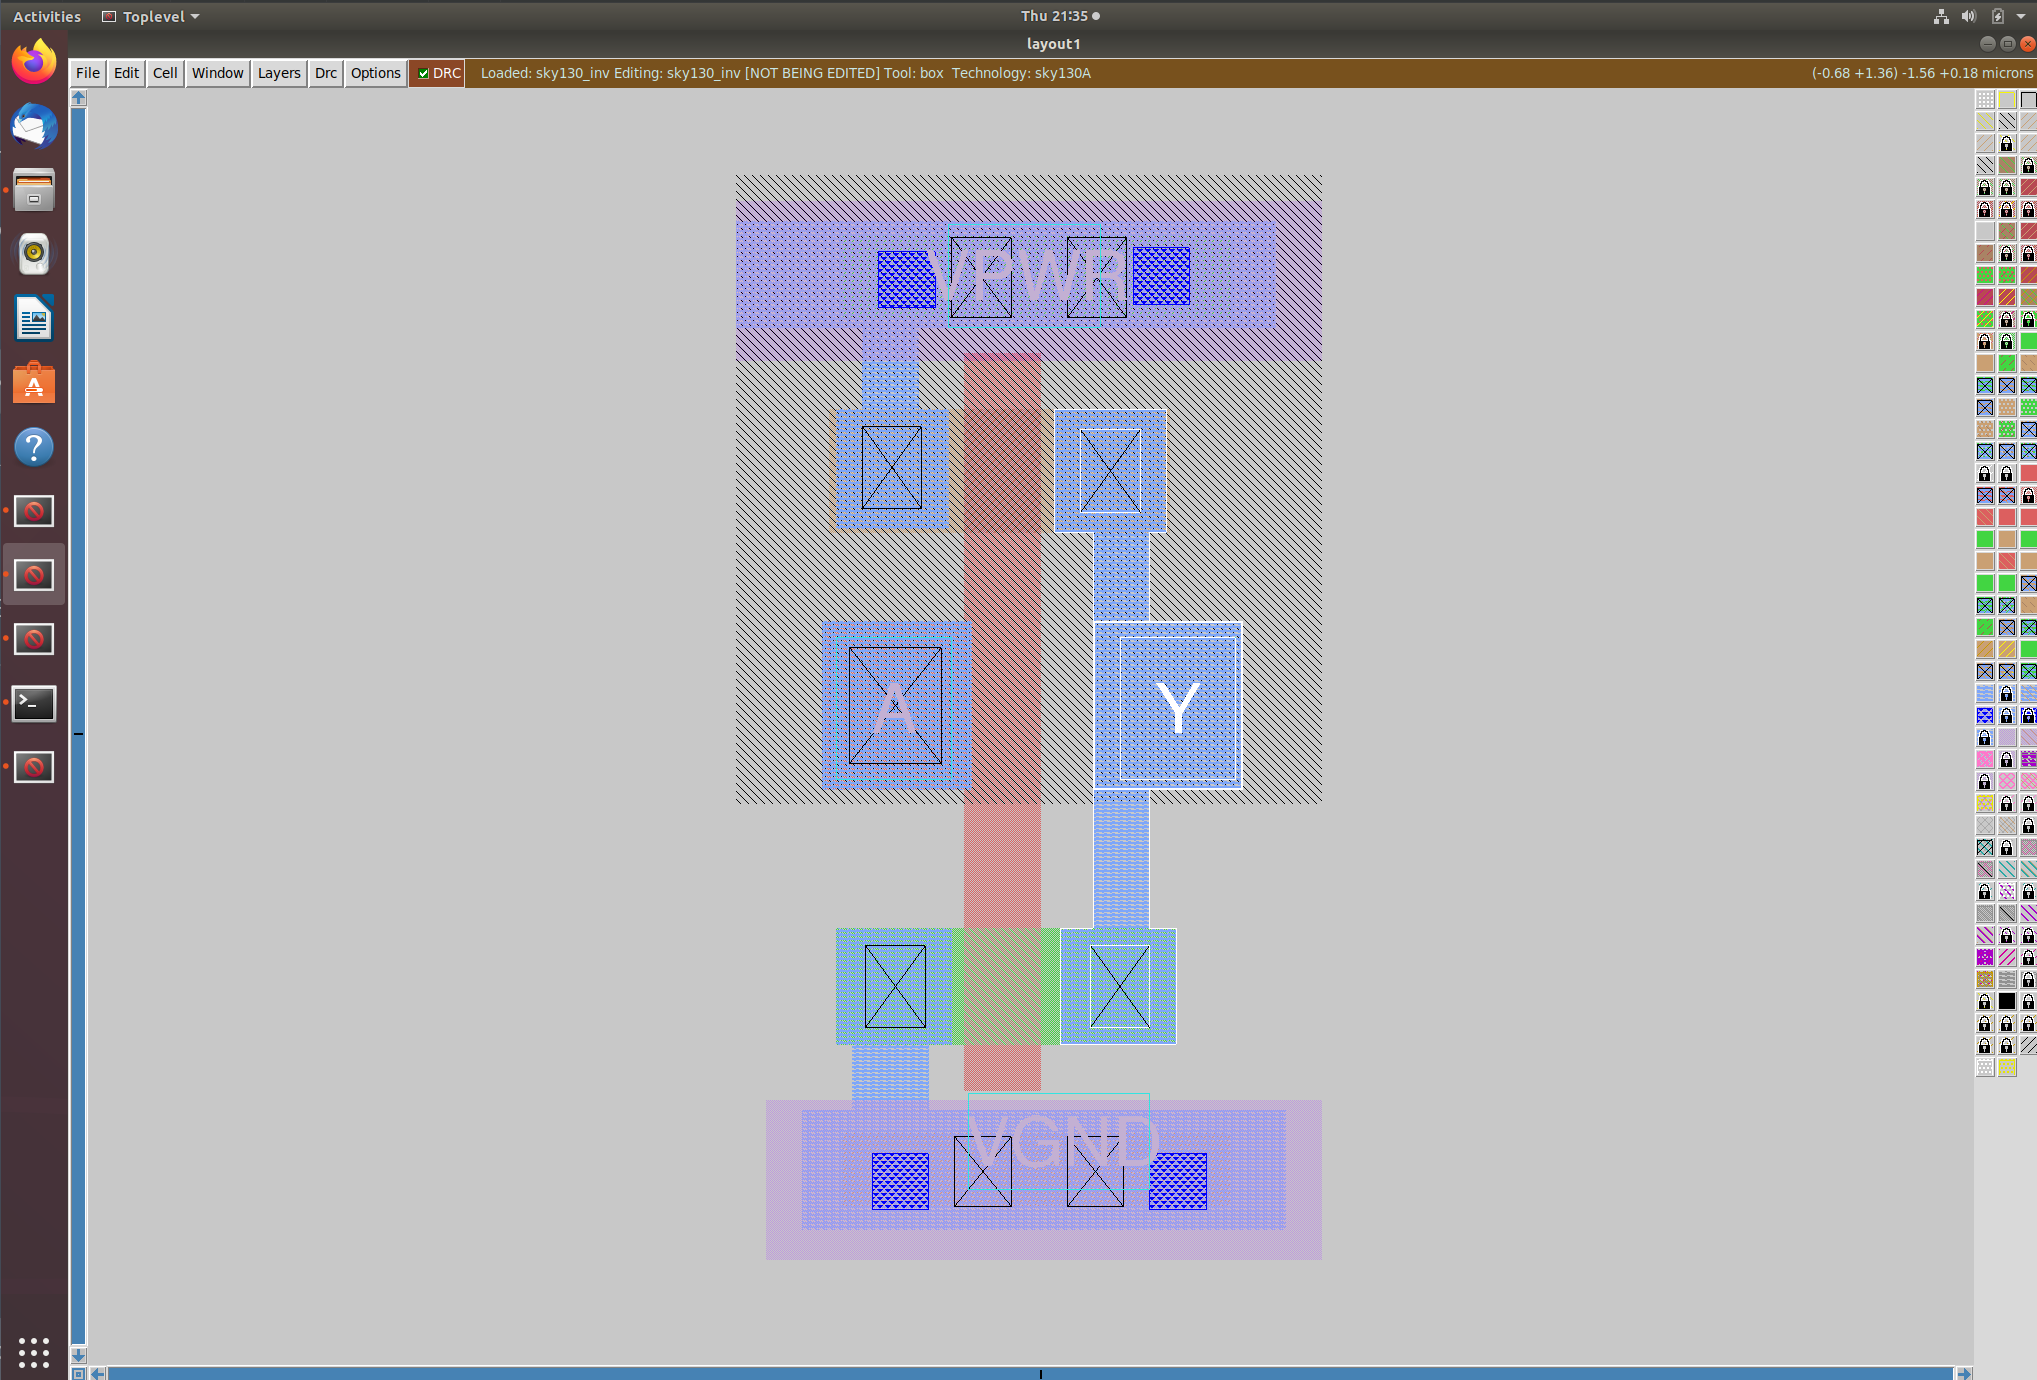 Activities Toplevel Thu 21:35
layout1
File Edit Cell Window Layers Drc Options DRC Loaded: sky130_inv Editing: sky130_inv [NOT BEING EDITED] Tool: box Technology: sky130A (-0.68 +1.36) -1.56 +0.18 microns
VPWR
A Y
VGND